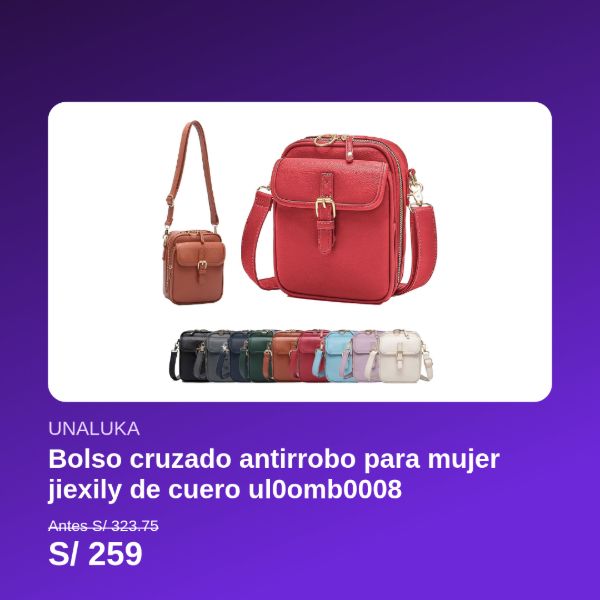 UNALUKA
Bolso cruzado antirrobo para mujer
jiexily de cuero ul0omb0008
Antes S/ 323.75
S/ 259